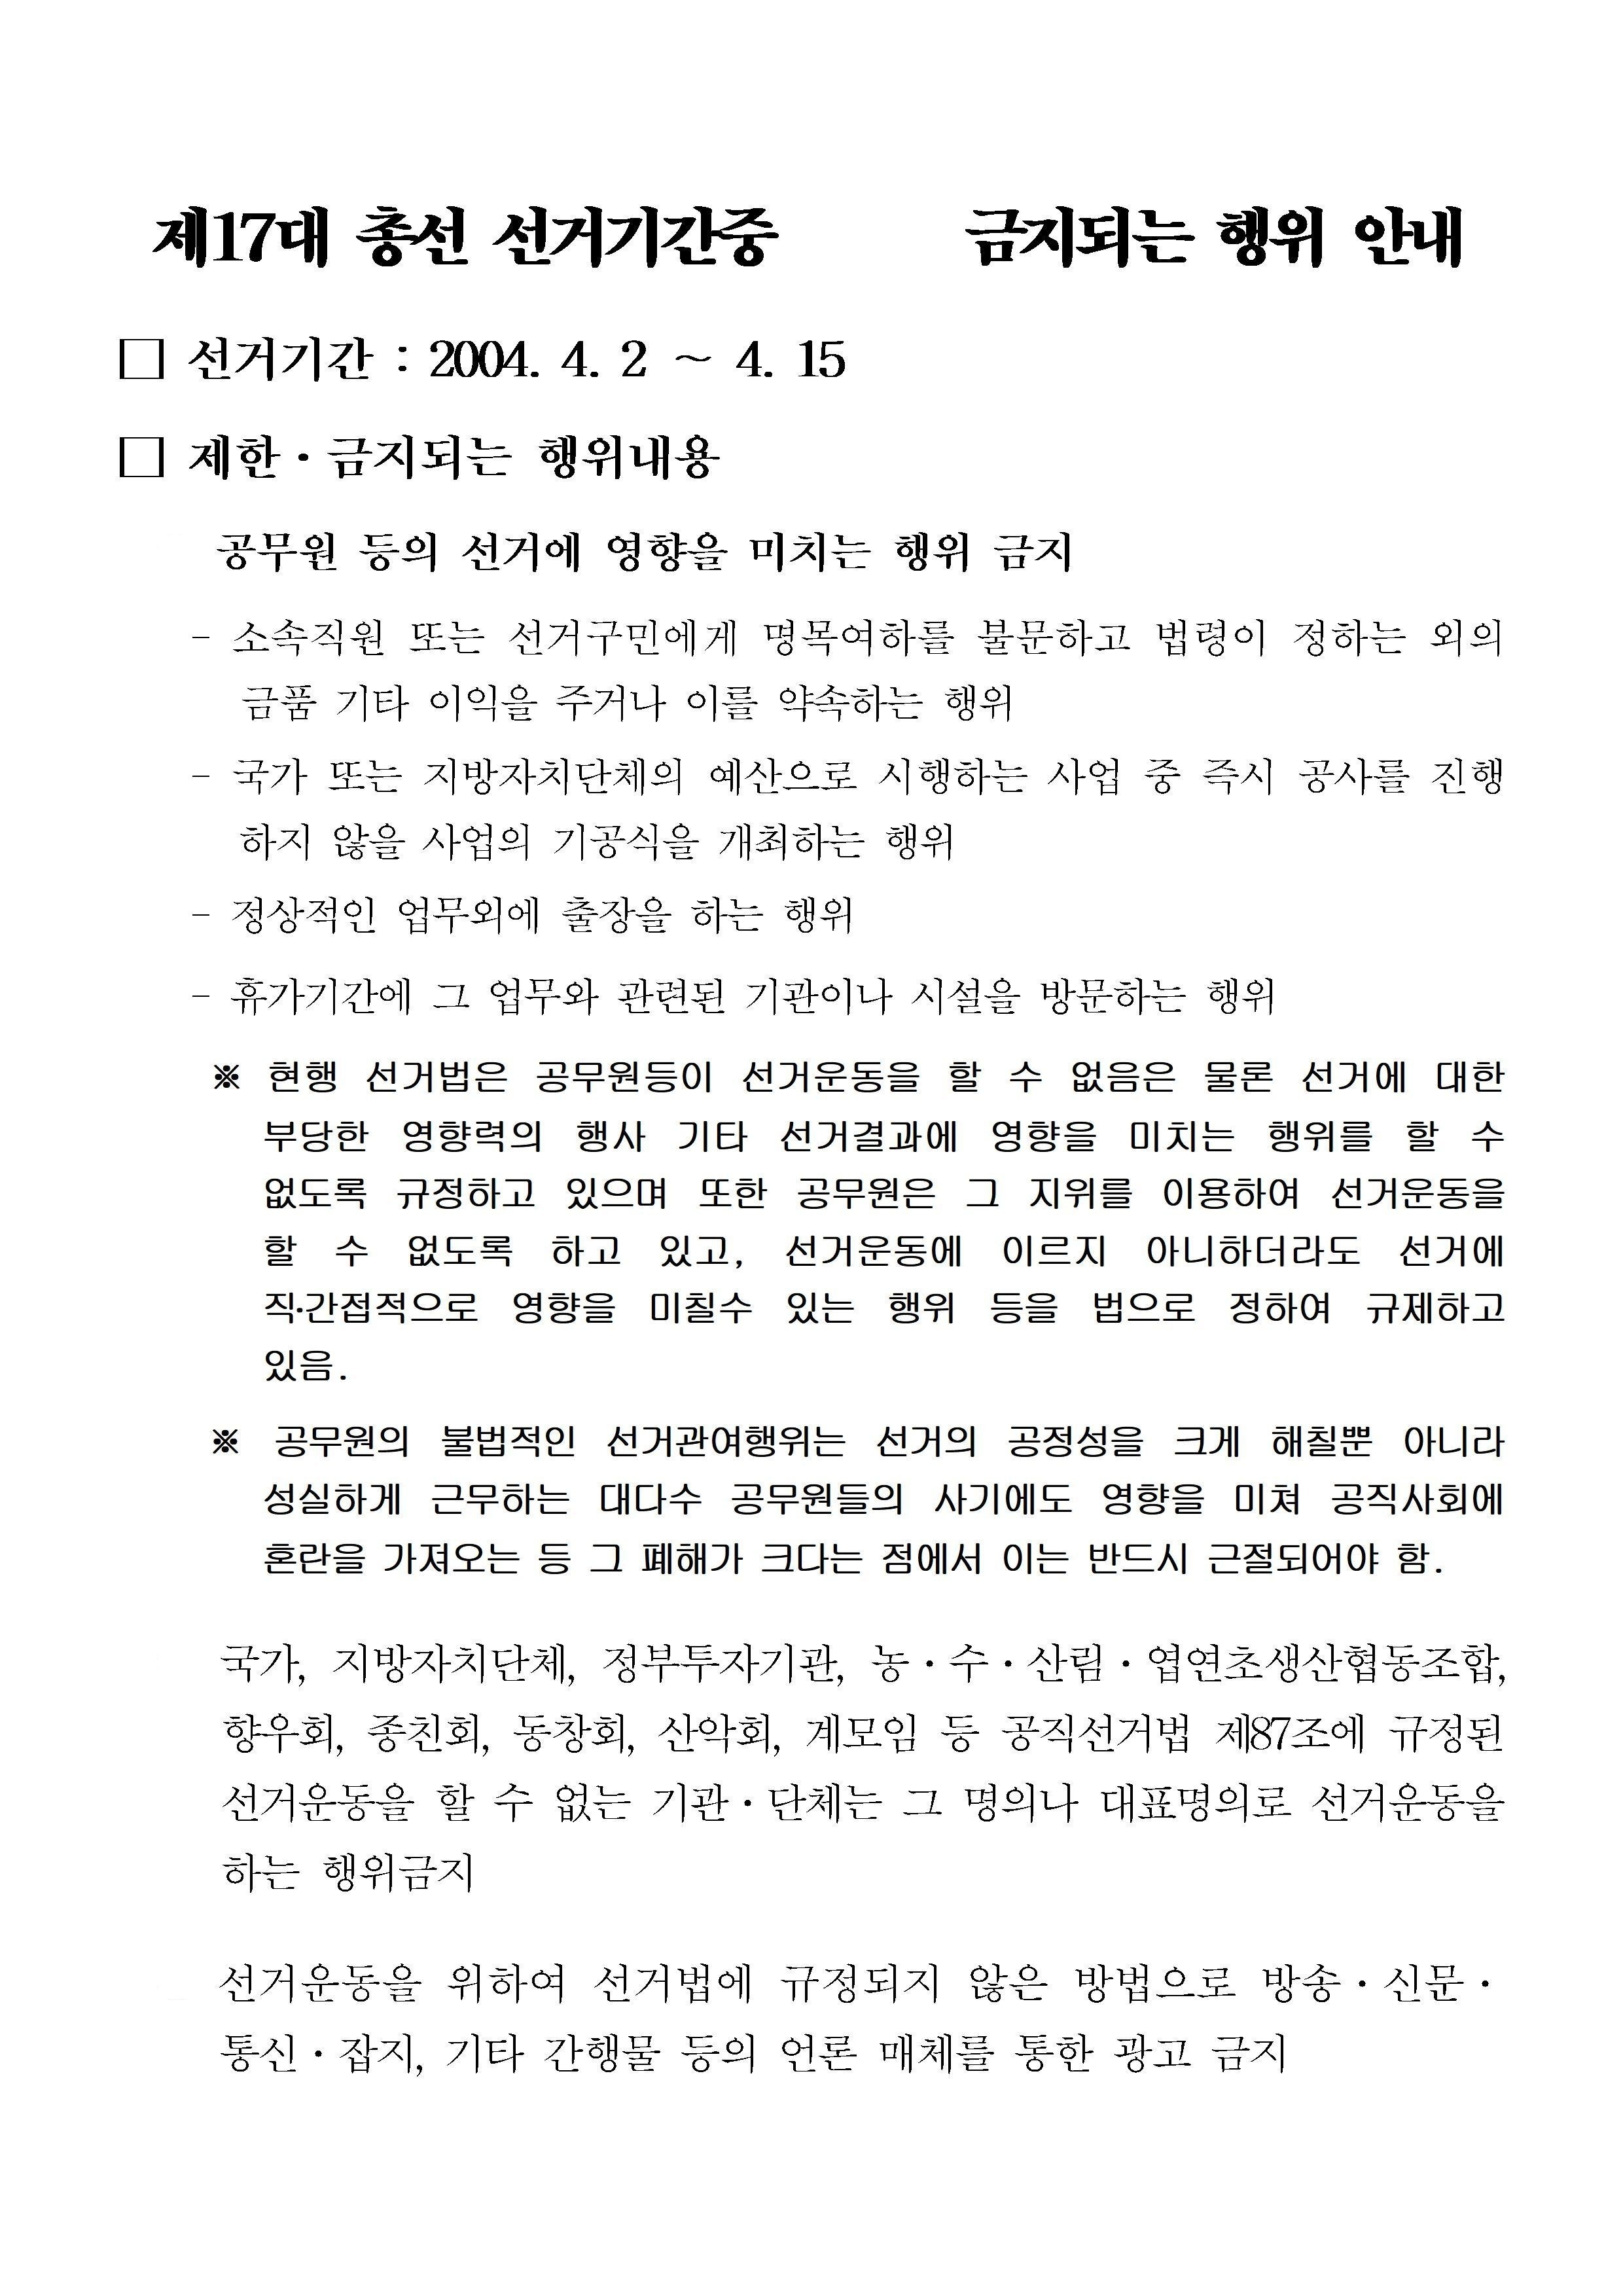 제17대 총선 선거기간중 금지되는 행위 안내
□ 선거기간 : 2004. 4. 2 ~ 4. 15
□ 제한·금지되는 행위내용
공무원 등의 선거에 영향을 미치는 행위 금지
- 소속직원 또는 선거구민에게 명목여하를 불문하고 법령이 정하는 외의
금품 기타 이익을 주거나 이를 약속하는 행위
- 국가 또는 지방자치단체의 예산으로 시행하는 사업 중 즉시 공사를 진행
하지 않을 사업의 기공식을 개최하는 행위
- 정상적인 업무외에 출장을 하는 행위
- 휴가기간에 그 업무와 관련된 기관이나 시설을 방문하는 행위
※ 현행 선거법은 공무원등이 선거운동을 할 수 없음은 물론 선거에 대한
부당한 영향력의 행사 기타 선거결과에 영향을 미치는 행위를 할 수
없도록 규정하고 있으며 또한 공무원은 그 지위를 이용하여 선거운동을
할 수 없도록 하고 있고, 선거운동에 이르지 아니하더라도 선거에
직·간접적으로 영향을 미칠수 있는 행위 등을 법으로 정하여 규제하고
있음.
※ 공무원의 불법적인 선거관여행위는 선거의 공정성을 크게 해칠뿐 아니라
성실하게 근무하는 대다수 공무원들의 사기에도 영향을 미쳐 공직사회에
혼란을 가져오는 등 그 폐해가 크다는 점에서 이는 반드시 근절되어야 함.
국가, 지방자치단체, 정부투자기관, 농·수·산림·엽연초생산협동조합,
향우회, 종친회, 동창회, 산악회, 계모임 등 공직선거법 제87조에 규정된
선거운동을 할 수 없는 기관·단체는 그 명의나 대표명의로 선거운동을
하는 행위금지
선거운동을 위하여 선거법에 규정되지 않은 방법으로 방송·신문·
통신·잡지, 기타 간행물 등의 언론 매체를 통한 광고 금지